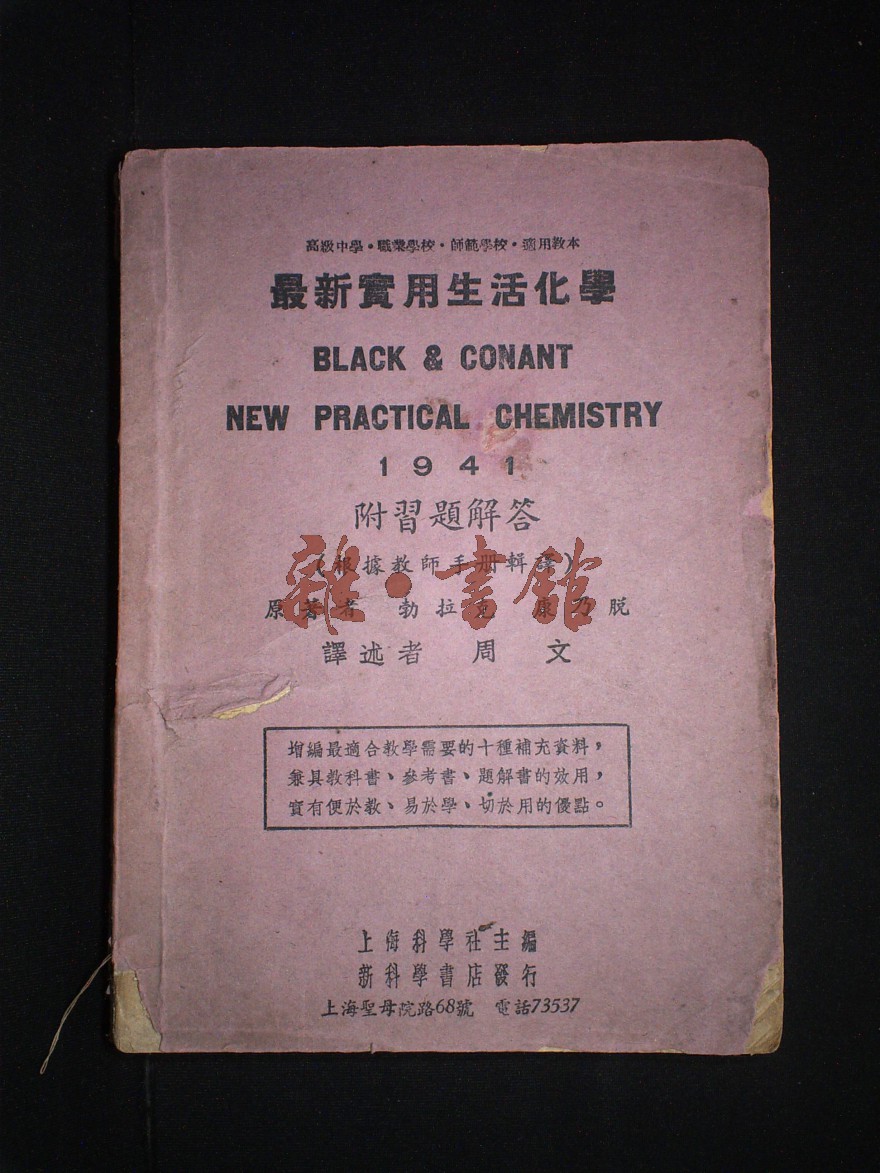 高級中學・職業學校・師範學校・適用教本
最新實用生活化學
BLACK & CONANT
NEW PRACTICAL CHEMISTRY
1941
附習題解答
(根據教師手册輯譯)
雜・書館
原著者 勃拉克 康乃脱
譯述者 周文
增編最適合教學需要的十種補充資料，
兼具教科書、參考書、題解書的效用，
實有便於教、易於學、切於用的優點。
上海科學社主編
新科學書店發行
上海聖母院路68號 電話73537